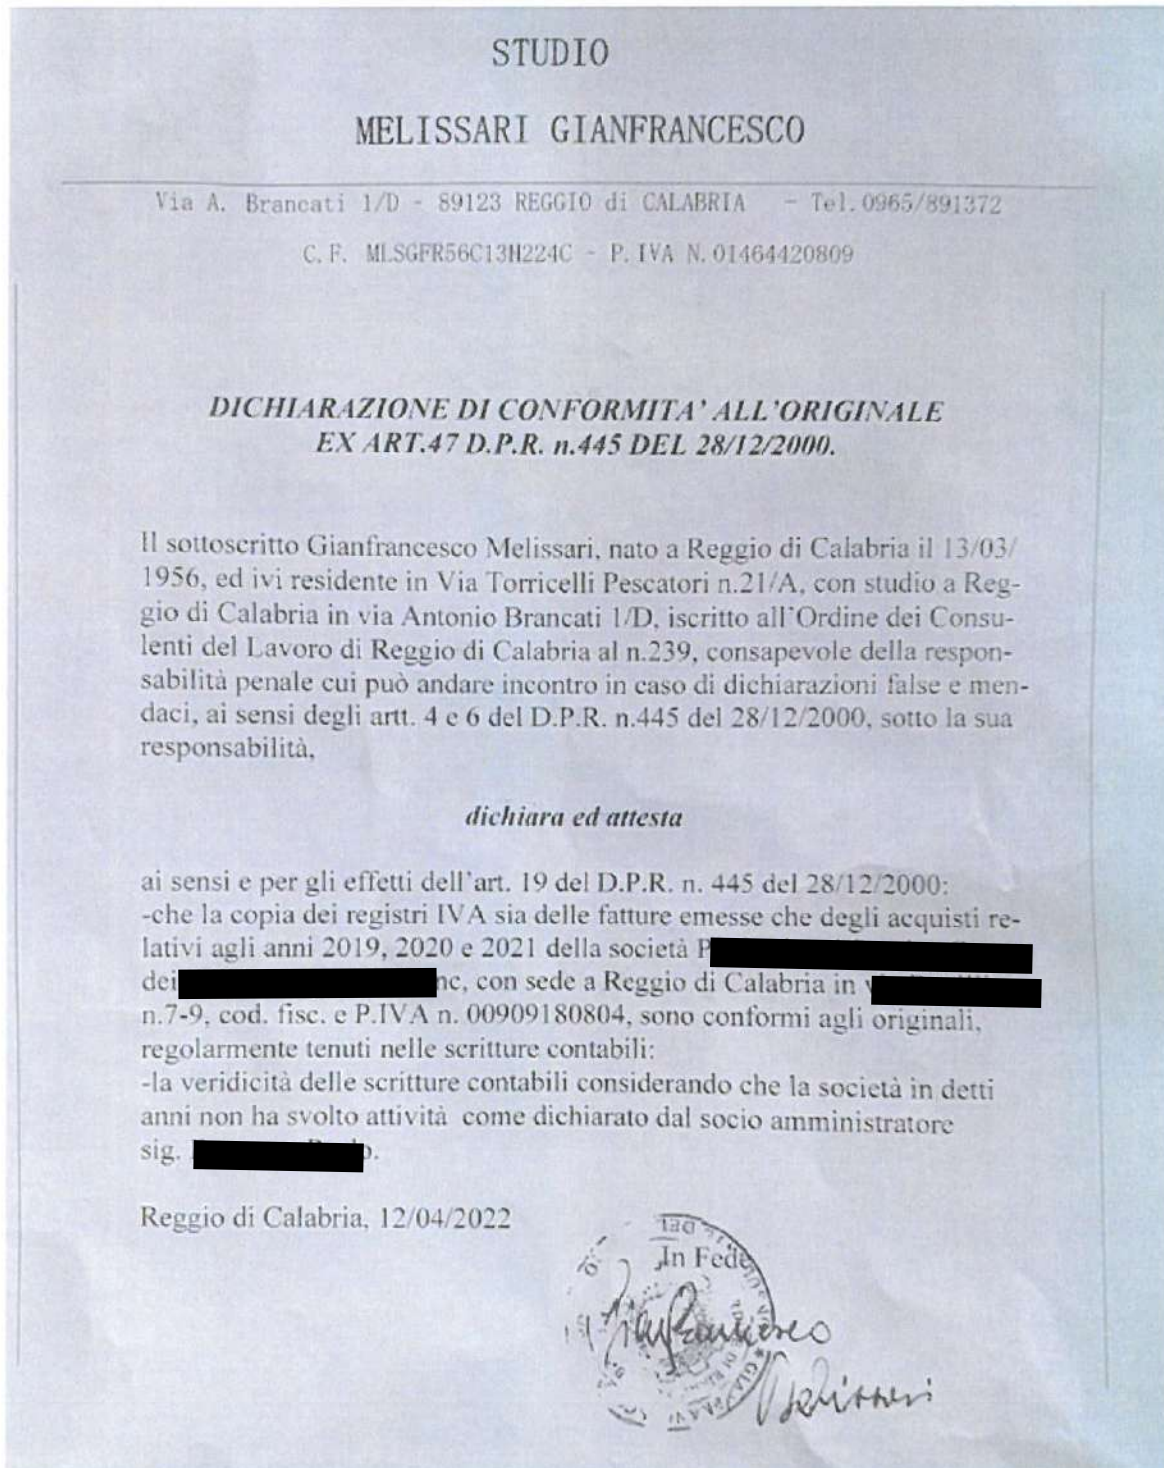 STUDIO
MELISSARI GIANFRANCESCO
Via A. Brancati 1/D - 89123 REGGIO di CALABRIA - Tel.0965/891372
C.F. MLSGFR56C13H224C - P.IVA N.01464420809
DICHIARAZIONE DI CONFORMITA' ALL'ORIGINALE
EX ART.47 D.P.R. n.445 DEL 28/12/2000.
Il sottoscritto Gianfrancesco Melissari, nato a Reggio di Calabria il 13/03/
1956, ed ivi residente in Via Torricelli Pescatori n.21/A, con studio a Reg-
gio di Calabria in via Antonio Brancati 1/D, iscritto all'Ordine dei Consu-
lenti del Lavoro di Reggio di Calabria al n.239, consapevole della respon-
sabilità penale cui può andare incontro in caso di dichiarazioni false e men-
daci, ai sensi degli artt. 4 e 6 del D.P.R. n.445 del 28/12/2000, sotto la sua
responsabilità,
dichiara ed attesta
ai sensi e per gli effetti dell'art. 19 del D.P.R. n. 445 del 28/12/2000:
-che la copia dei registri IVA sia delle fatture emesse che degli acquisti re-
lativi agli anni 2019, 2020 e 2021 della società P
dei nc, con sede a Reggio di Calabria in
n.7-9, cod. fisc. e P.IVA n. 00909180804, sono conformi agli originali,
regolarmente tenuti nelle scritture contabili:
-la veridicità delle scritture contabili considerando che la società in detti
anni non ha svolto attività come dichiarato dal socio amministratore
sig.
Reggio di Calabria, 12/04/2022
In Fede
Gianfrancesco
Melissari